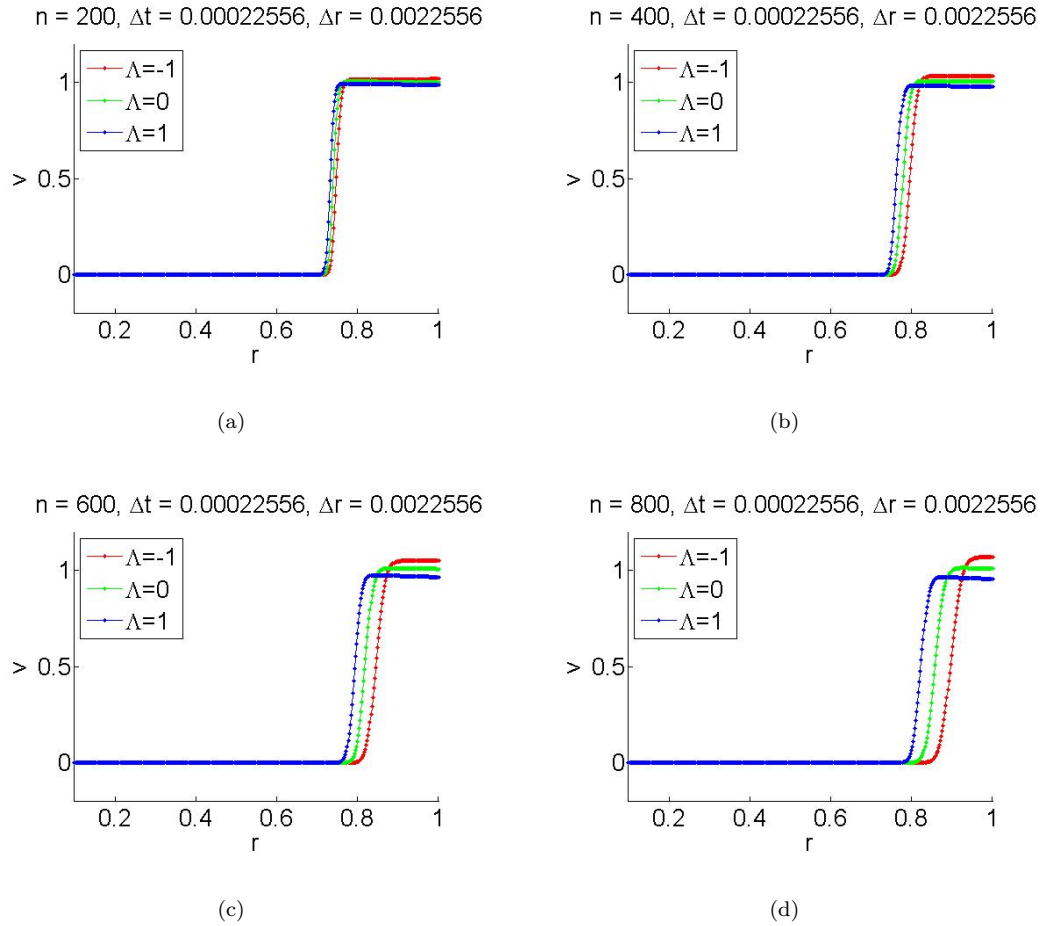 n = 200, Δt = 0.00022556, Δr = 0.0022556
Λ=-1
Λ=0
Λ=1
1
0.5
0
v
0.2 0.4 0.6 0.8 1
r
(a)
n = 400, Δt = 0.00022556, Δr = 0.0022556
Λ=-1
Λ=0
Λ=1
1
0.5
0
v
0.2 0.4 0.6 0.8 1
r
(b)
n = 600, Δt = 0.00022556, Δr = 0.0022556
Λ=-1
Λ=0
Λ=1
1
0.5
0
v
0.2 0.4 0.6 0.8 1
r
(c)
n = 800, Δt = 0.00022556, Δr = 0.0022556
Λ=-1
Λ=0
Λ=1
1
0.5
0
v
0.2 0.4 0.6 0.8 1
r
(d)